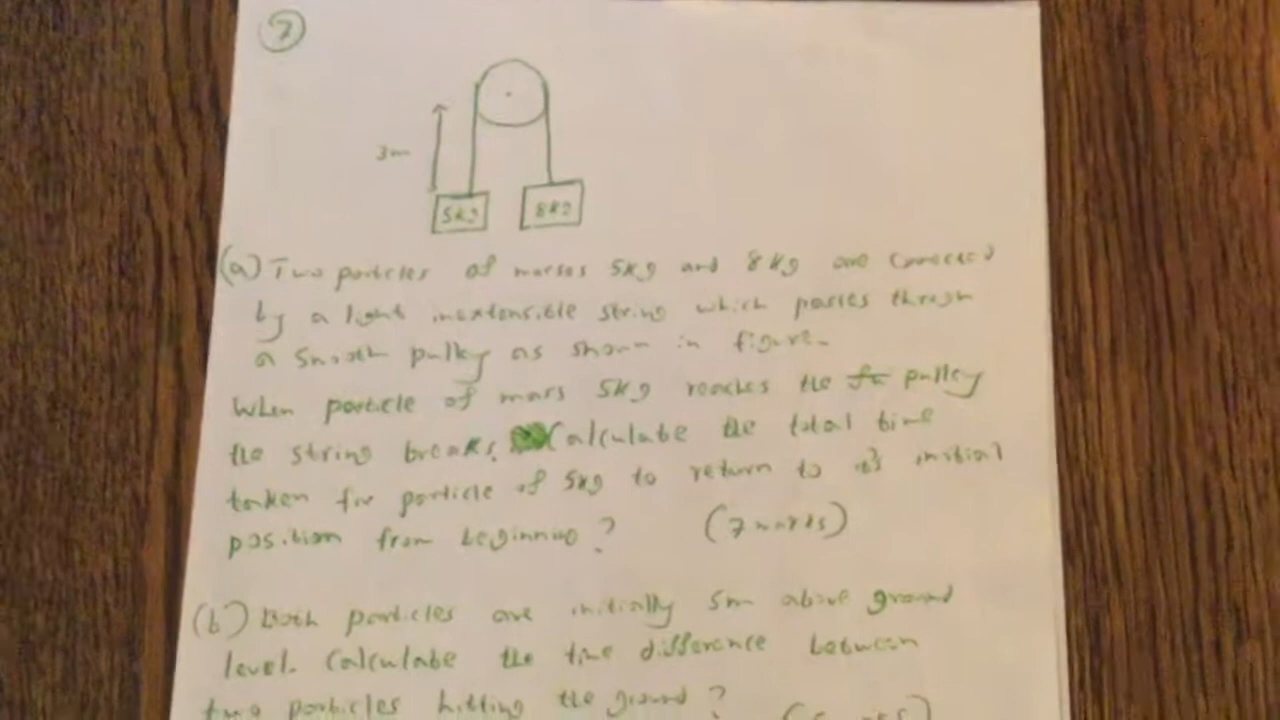 7
3m
5kg 8kg
(a) Two particles of masses 5kg and 8kg are connected
by a light inextensible string which passes through
a smooth pulley as shown in figure.
When particle of mass 5kg reaches the pulley
the string breaks. Calculate the total time
taken for particle of 5kg to return to its initial
position from beginning? (7 marks)
(b) Both particles are initially 5m above ground
level. Calculate the time difference between
two particles hitting the ground?